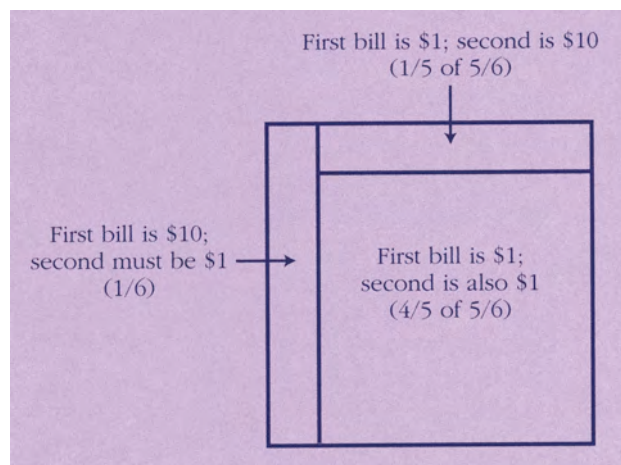 First bill is $1; second is $10
(1/5 of 5/6)
First bill is $10;
second must be $1
(1/6)
First bill is $1;
second is also $1
(4/5 of 5/6)